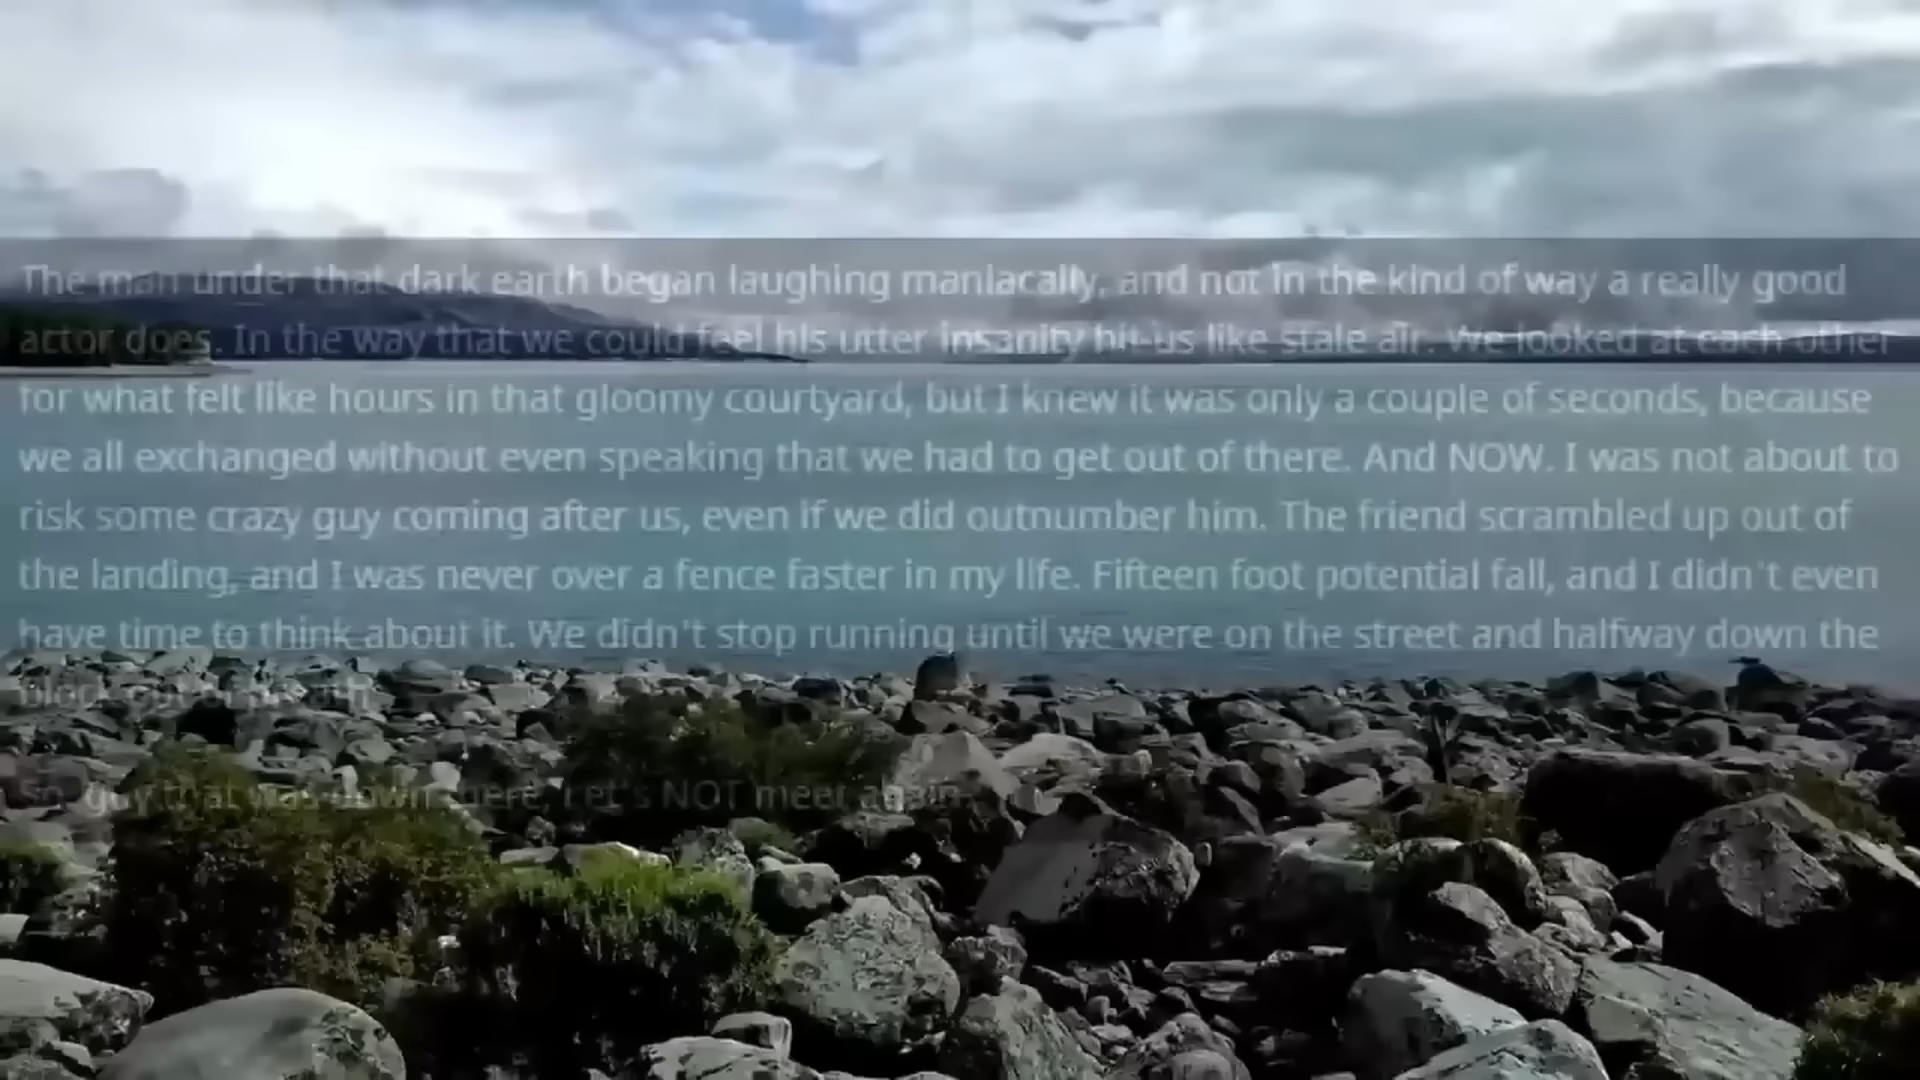 The man under that dark earth began laughing maniacally, and not in the kind of way a really good
actor does. In the way that we could feel his utter insanity hit us like stale air. We looked at each other
for what felt like hours in that gloomy courtyard, but I knew it was only a couple of seconds, because
we all exchanged without even speaking that we had to get out of there. And NOW. I was not about to
risk some crazy guy coming after us, even if we did outnumber him. The friend scrambled up out of
the landing, and I was never over a fence faster in my life. Fifteen foot potential fall, and I didn't even
have time to think about it. We didn't stop running until we were on the street and halfway down the
So, guy that was down there, Let's NOT meet again.